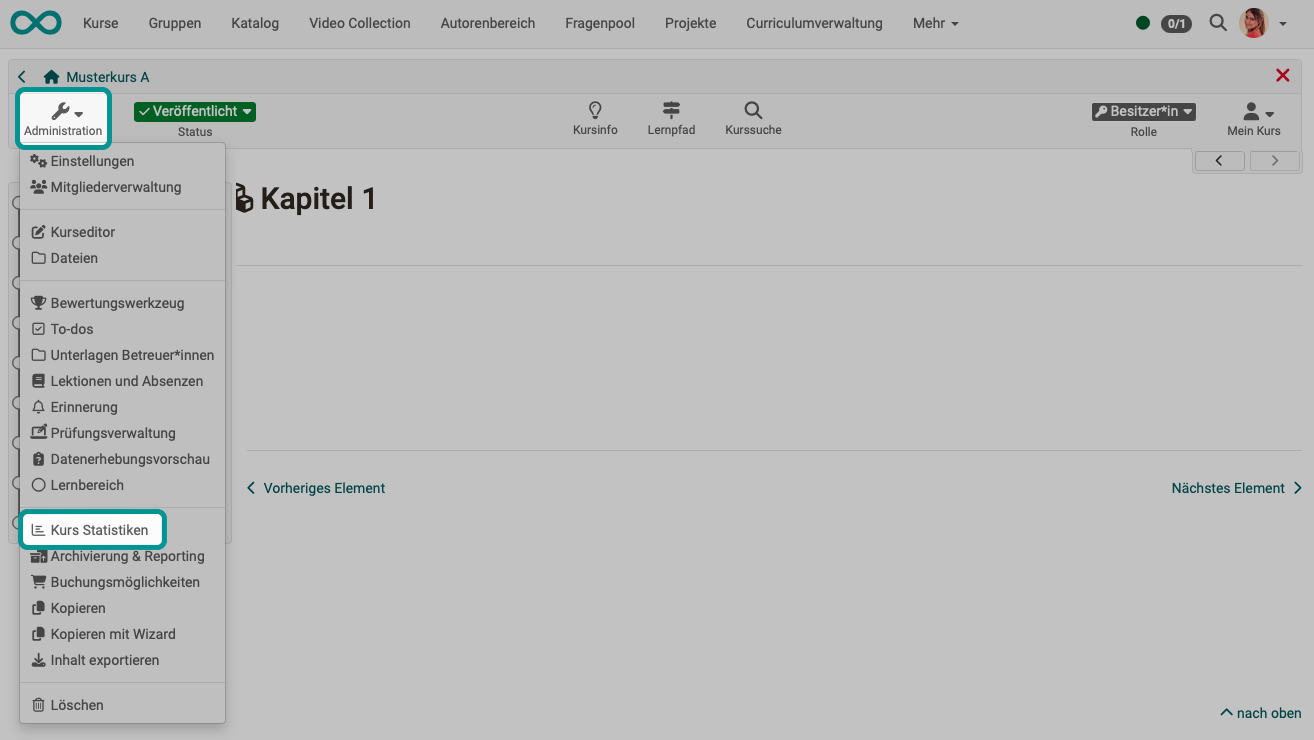 Kurse Gruppen Katalog Video Collection Autorenbereich Fragenpool Projekte Curriculumverwaltung Mehr 0/1
Musterkurs A
Administration
Veröffentlicht
Status
Kursinfo
Lernpfad
Kurssuche
Besitzer*in
Rolle
Mein Kurs
Einstellungen
Mitgliederverwaltung
Kurseditor
Dateien
Bewertungswerkzeug
To-dos
Unterlagen Betreuer*innen
Lektionen und Absenzen
Erinnerung
Prüfungsverwaltung
Datenerhebungsvorschau
Lernbereich
Kurs Statistiken
Archivierung & Reporting
Buchungsmöglichkeiten
Kopieren
Kopieren mit Wizard
Inhalt exportieren
Löschen
Kapitel 1
Vorheriges Element
Nächstes Element
nach oben